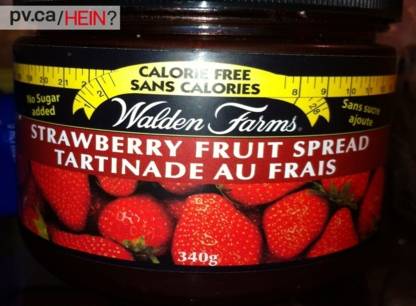 pv.ca/HEIN?
CALORIE FREE
SANS CALORIES
No Sugar
added
Sans sucre
ajoute
Walden Farms
STRAWBERRY FRUIT SPREAD
TARTINADE AU FRAIS
340g